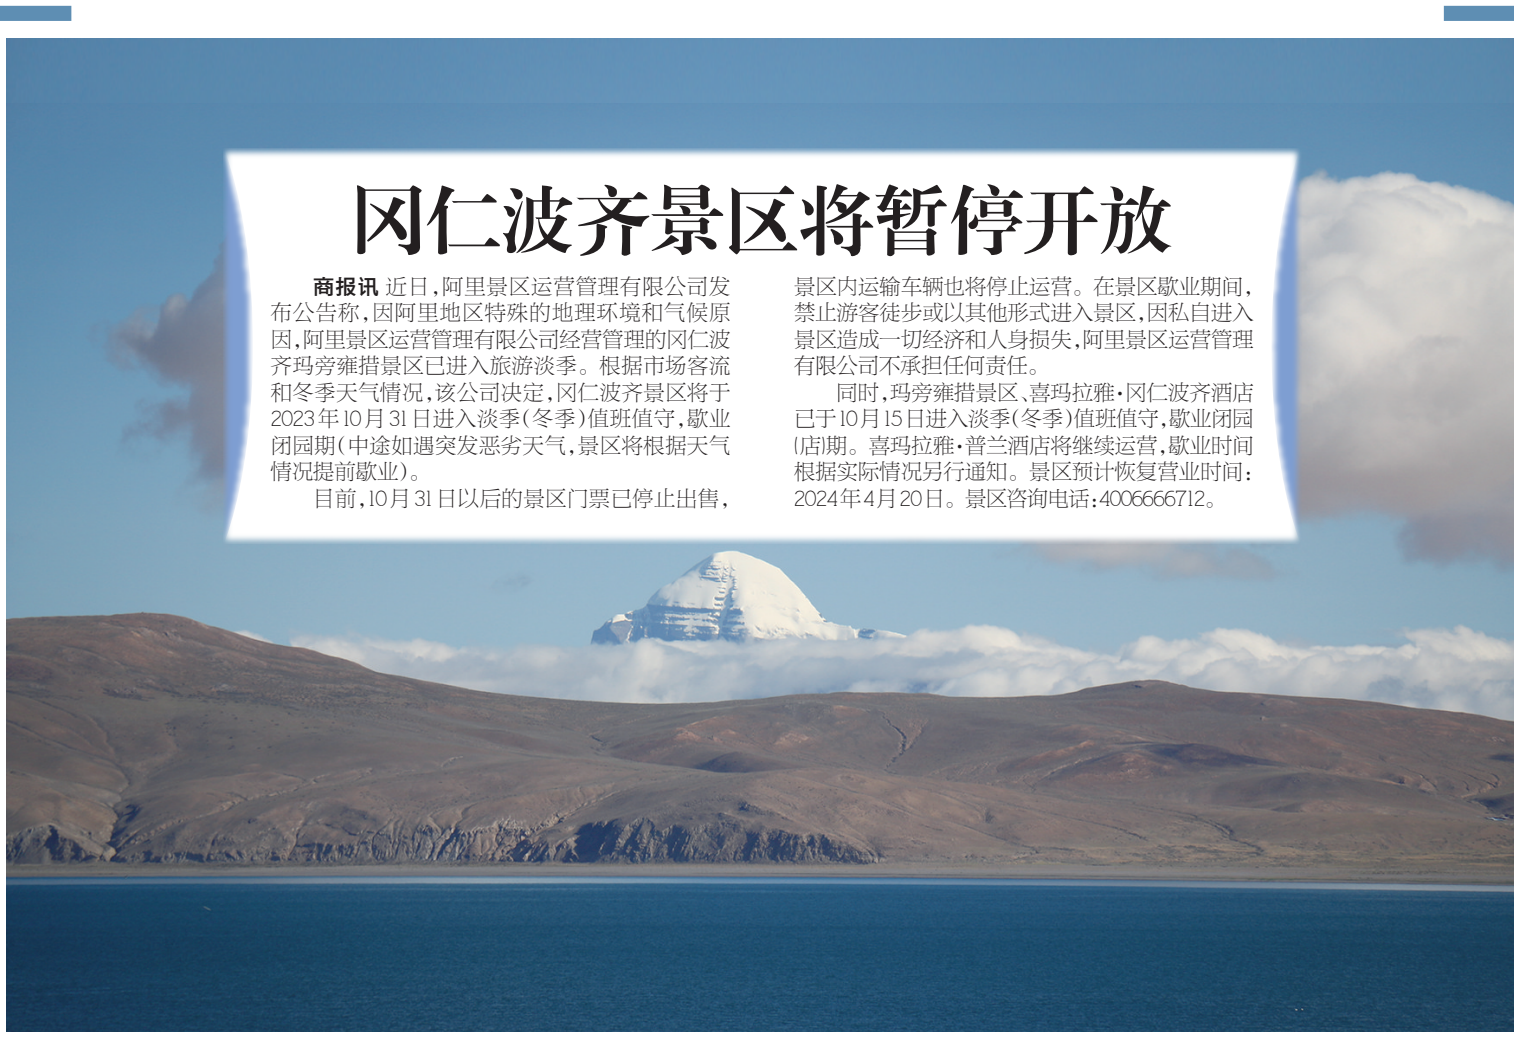 冈仁波齐景区将暂停开放
商报讯 近日,阿里景区运营管理有限公司发
布公告称,因阿里地区特殊的地理环境和气候原
因,阿里景区运营管理有限公司经营管理的冈仁波
齐玛旁雍措景区已进入旅游淡季。根据市场客流
和冬季天气情况,该公司决定,冈仁波齐景区将于
2023年10月31日进入淡季(冬季)值班值守,歇业
闭园期(中途如遇突发恶劣天气,景区将根据天气
情况提前歇业)。
目前,10月31日以后的景区门票已停止出售,
景区内运输车辆也将停止运营。在景区歇业期间,
禁止游客徒步或以其他形式进入景区,因私自进入
景区造成一切经济和人身损失,阿里景区运营管理
有限公司不承担任何责任。
同时,玛旁雍措景区、喜玛拉雅·冈仁波齐酒店
已于10月15日进入淡季(冬季)值班值守,歇业闭园
(店)期。喜玛拉雅·普兰酒店将继续运营,歇业时间
根据实际情况另行通知。景区预计恢复营业时间:
2024年4月20日。景区咨询电话:4006666712。